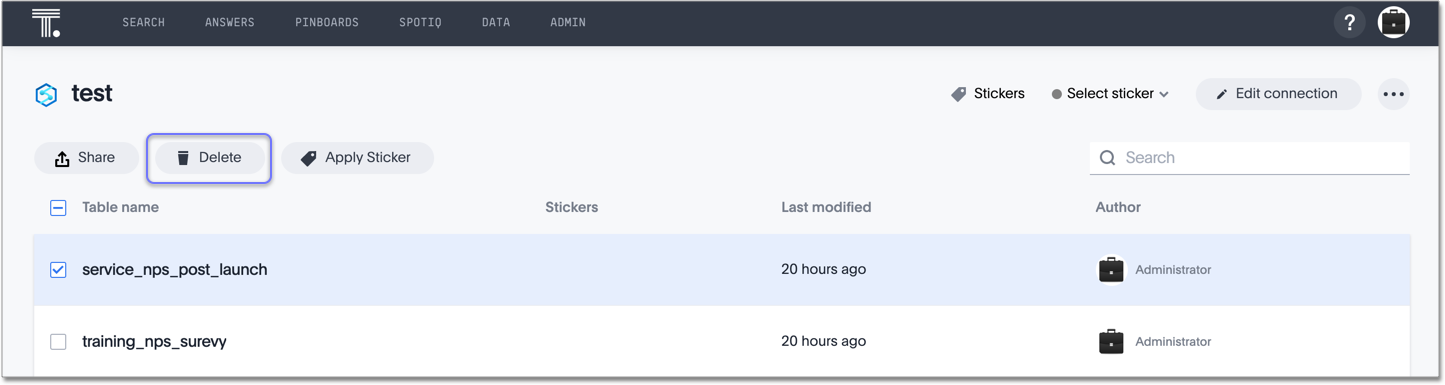 T. SEARCH ANSWERS PINBOARDS SPOTIQ DATA ADMIN ?
test Stickers Select sticker Edit connection
Share Delete Apply Sticker Search
Table name Stickers Last modified Author
service_nps_post_launch 20 hours ago Administrator
training_nps_surevy 20 hours ago Administrator